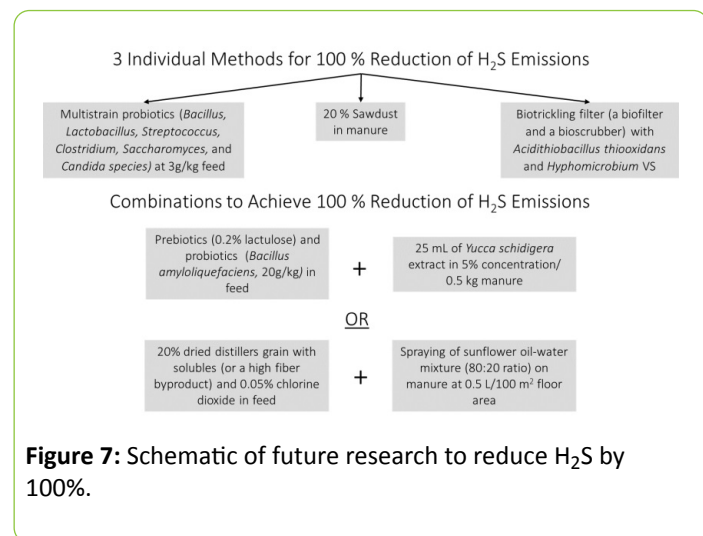 3 Individual Methods for 100 % Reduction of H₂S Emissions
Multistrain probiotics (Bacillus,
Lactobacillus, Streptococcus,
Clostridium, Saccharomyces, and
Candida species) at 3g/kg feed
20 % Sawdust
in manure
Biotrickling filter (a biofilter
and a bioscrubber) with
Acidithiobacillus thiooxidans
and Hyphomicrobium VS
Combinations to Achieve 100 % Reduction of H₂S Emissions
Prebiotics (0.2% lactulose) and
probiotics (Bacillus
amyloliquefaciens, 20g/kg) in
feed
+
25 mL of Yucca schidigera
extract in 5% concentration/
0.5 kg manure
OR
20% dried distillers grain with
solubles (or a high fiber
byproduct) and 0.05% chlorine
dioxide in feed
+
Spraying of sunflower oil-water
mixture (80:20 ratio) on
manure at 0.5 L/100 m² floor
area
Figure 7: Schematic of future research to reduce H₂S by
100%.